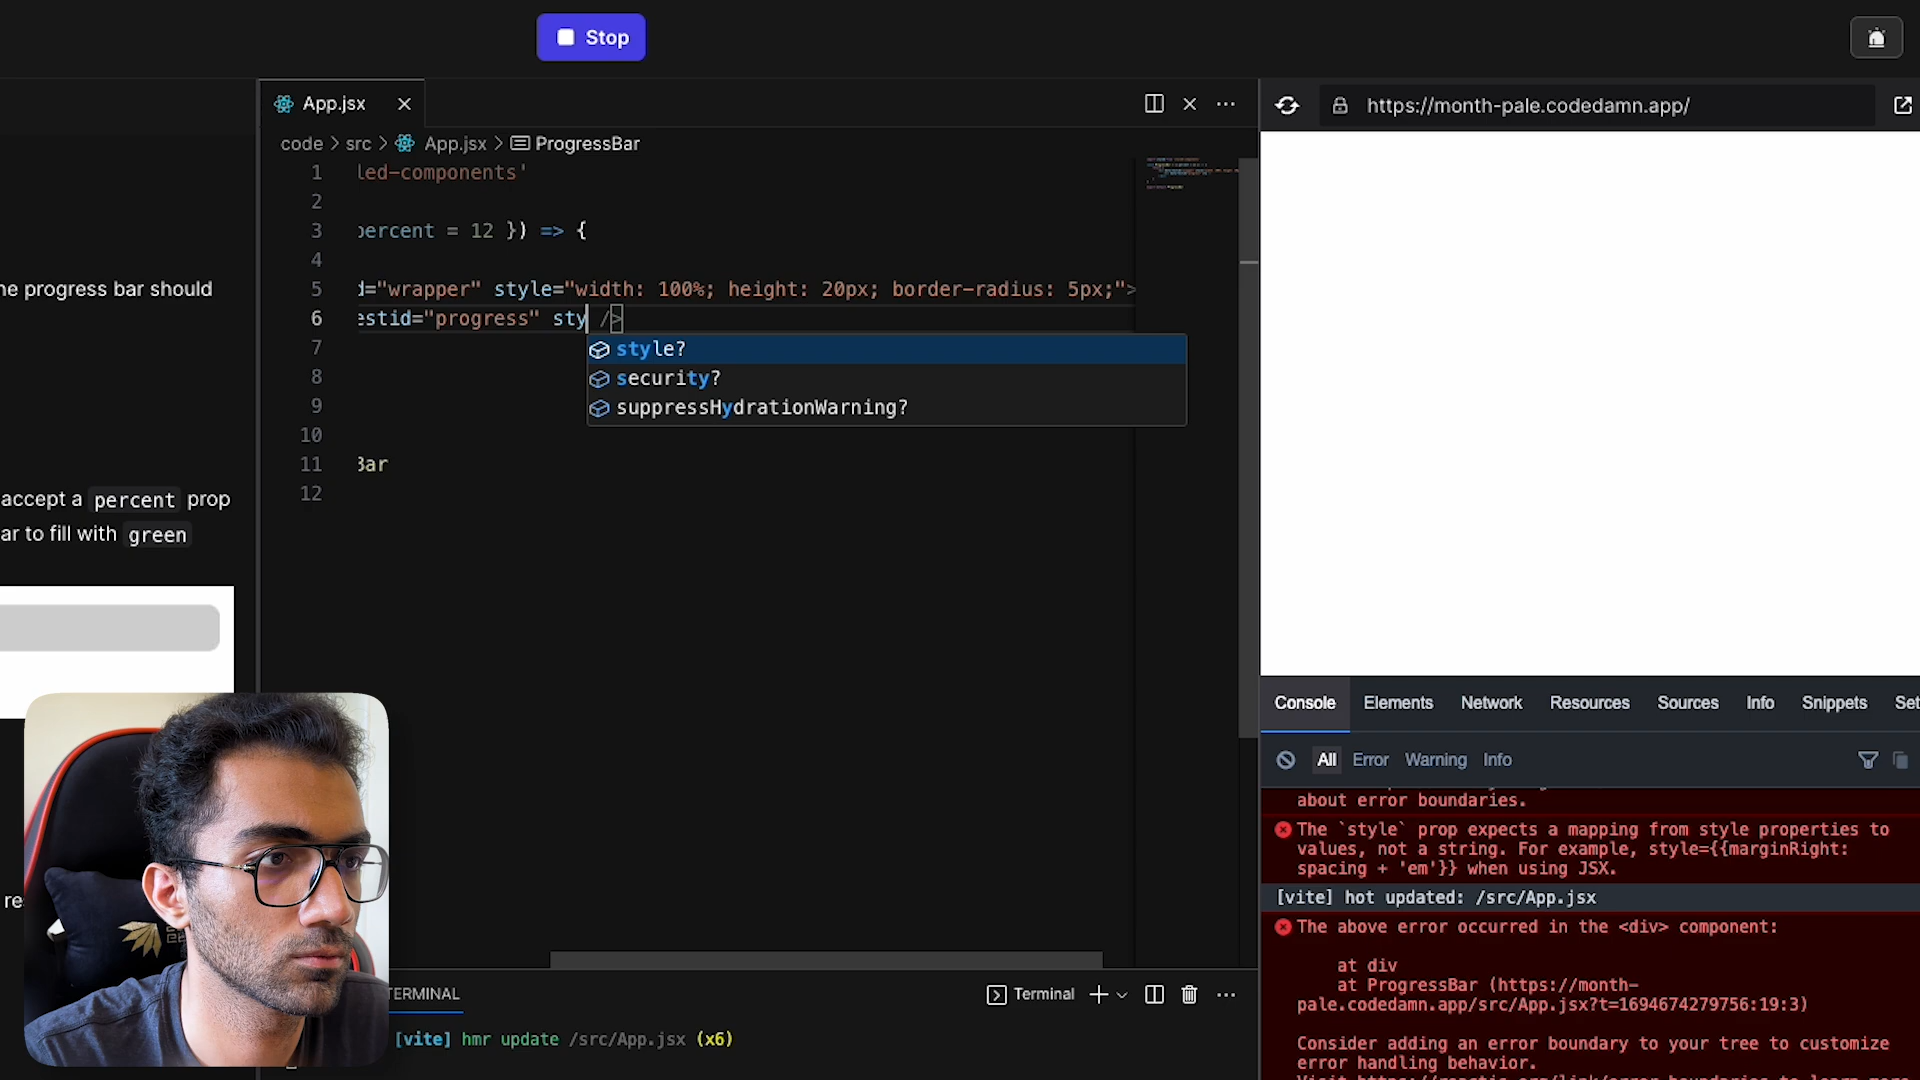 Stop
App.jsx
https://month-pale.codedamn.app/
code > src > App.jsx > ProgressBar
1 led-components'
2
3 percent = 12 }) => {
4
5 d="wrapper" style="width: 100%; height: 20px; border-radius: 5px;">
6 estid="progress" sty />
7
8
9
10
11 Bar
12
style?
security?
suppressHydrationWarning?
he progress bar should
accept a percent prop
ar to fill with green
re
TERMINAL
Terminal
[vite] hmr update /src/App.jsx (x6)
Console Elements Network Resources Sources Info Snippets Set
All Error Warning Info
about error boundaries.
The `style` prop expects a mapping from style properties to
values, not a string. For example, style={{marginRight:
spacing + 'em'}} when using JSX.
[vite] hot updated: /src/App.jsx
The above error occurred in the <div> component:
at div
at ProgressBar (https://month-
pale.codedamn.app/src/App.jsx?t=1694674279756:19:3)
Consider adding an error boundary to your tree to customize
error handling behavior.